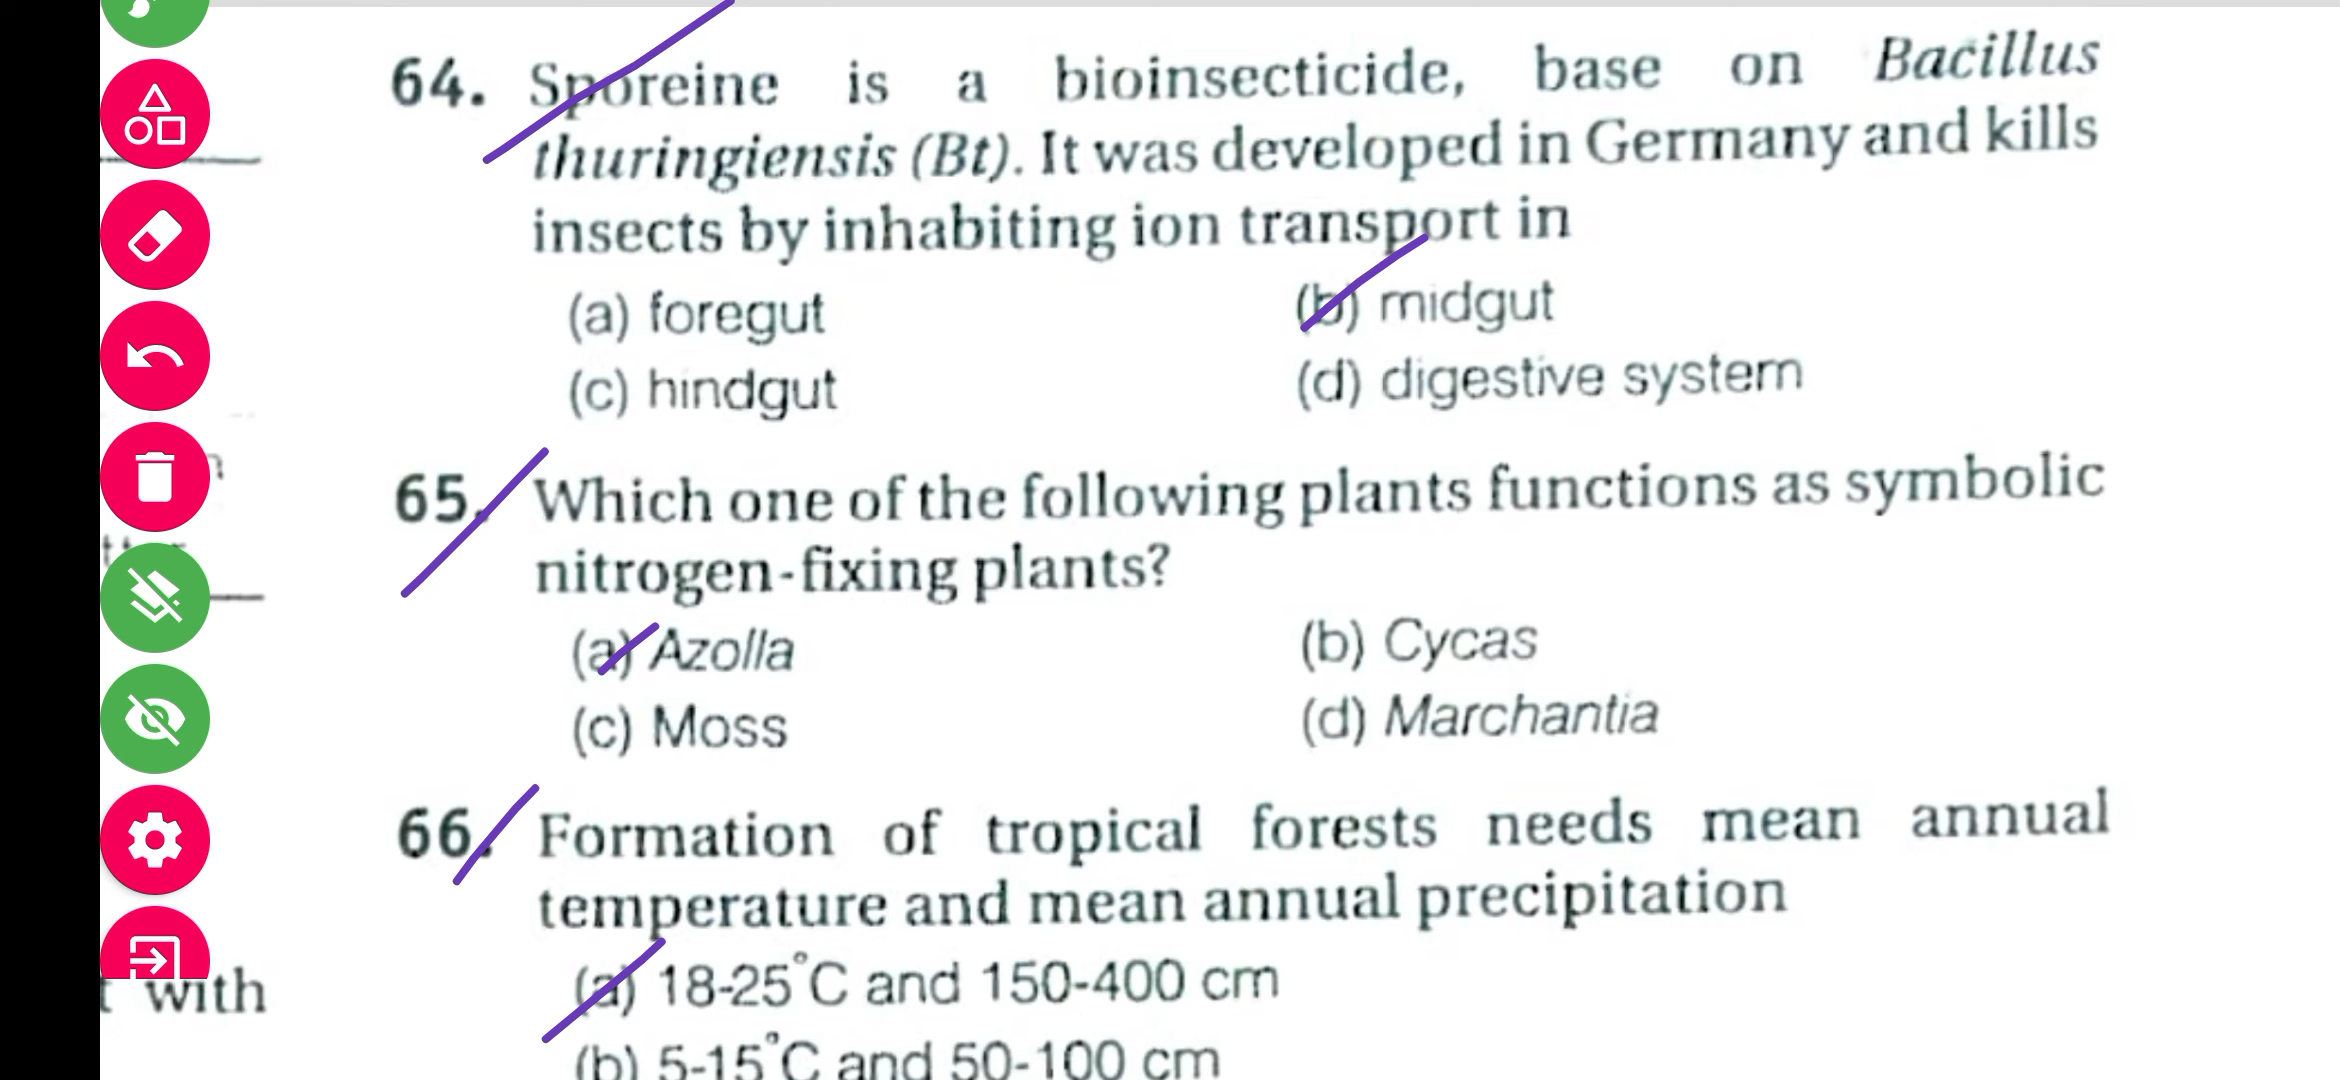 64. Sporeine is a bioinsecticide, base on Bacillus
thuringiensis (Bt). It was developed in Germany and kills
insects by inhabiting ion transport in
(a) foregut (b) midgut
(c) hindgut (d) digestive system
65. Which one of the following plants functions as symbolic
nitrogen-fixing plants?
(a) Azolla (b) Cycas
(c) Moss (d) Marchantia
66. Formation of tropical forests needs mean annual
temperature and mean annual precipitation
(a) 18-25°C and 150-400 cm
with
(b) 5-15°C and 50-100 cm